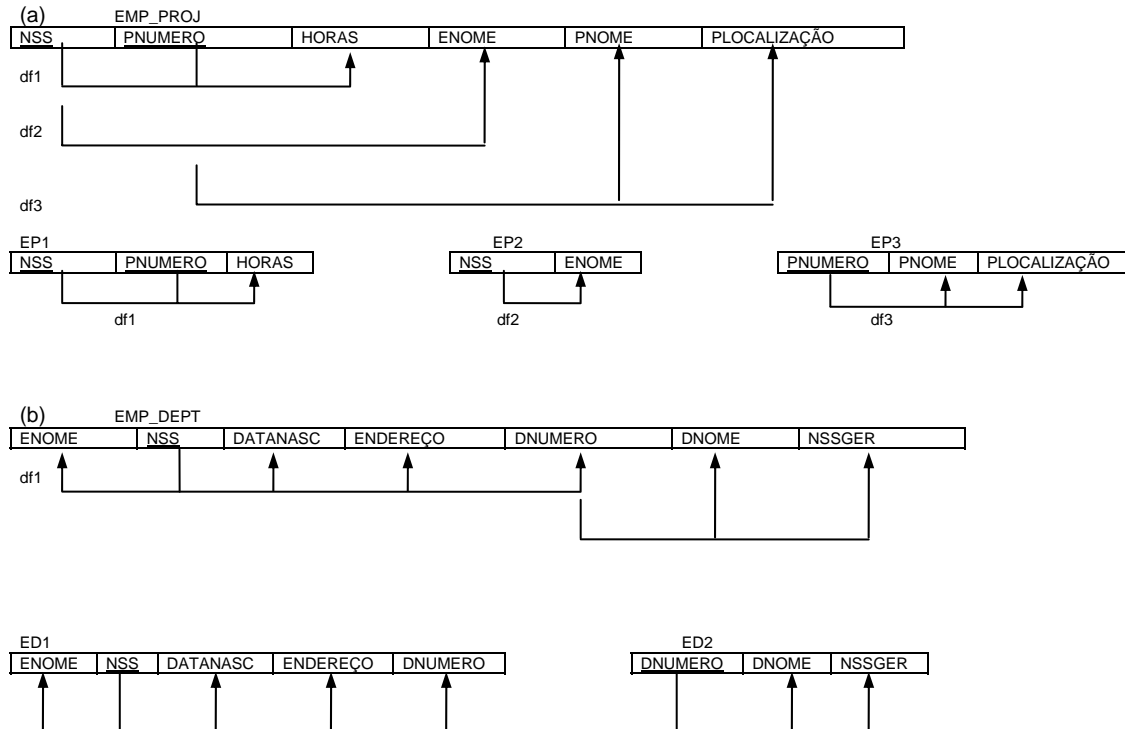 (a) EMP_PROJ
NSS PNUMERO HORAS ENOME PNOME PLOCALIZAÇÃO
df1
df2
df3
EP1 EP2 EP3
NSS PNUMERO HORAS NSS ENOME PNUMERO PNOME PLOCALIZAÇÃO
df1 df2 df3
(b) EMP_DEPT
ENOME NSS DATANASC ENDEREÇO DNUMERO DNOME NSSGER
df1
ED1 ED2
ENOME NSS DATANASC ENDEREÇO DNUMERO DNUMERO DNOME NSSGER